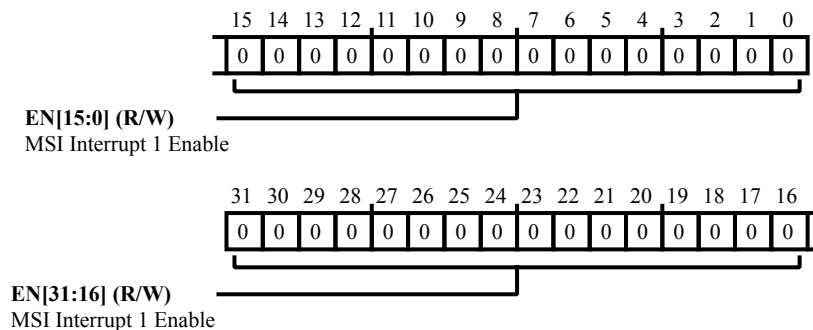 15 14 13 12 11 10 9 8 7 6 5 4 3 2 1 0
0 0 0 0 0 0 0 0 0 0 0 0 0 0 0 0
EN[15:0] (R/W)
MSI Interrupt 1 Enable
31 30 29 28 27 26 25 24 23 22 21 20 19 18 17 16
0 0 0 0 0 0 0 0 0 0 0 0 0 0 0 0
EN[31:16] (R/W)
MSI Interrupt 1 Enable